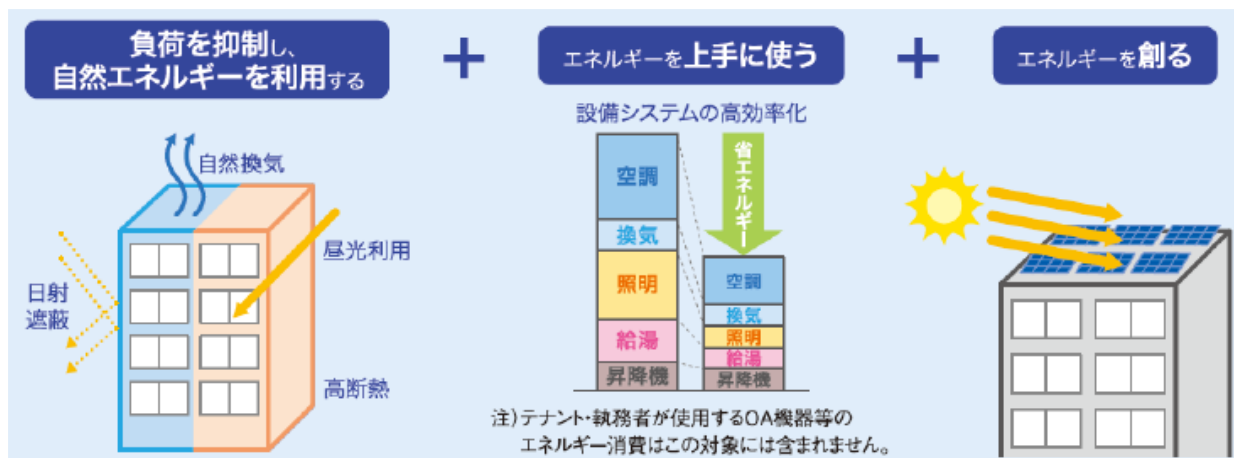 負荷を抑制し、
自然エネルギーを利用する
+
エネルギーを上手に使う
+
エネルギーを創る
自然換気
昼光利用
日射
遮蔽
高断熱
設備システムの高効率化
空調
換気
照明
給湯
昇降機
省エネルギー
空調
換気
照明
給湯
昇降機
注)テナント・執務者が使用するOA機器等の
エネルギー消費はこの対象には含まれません。